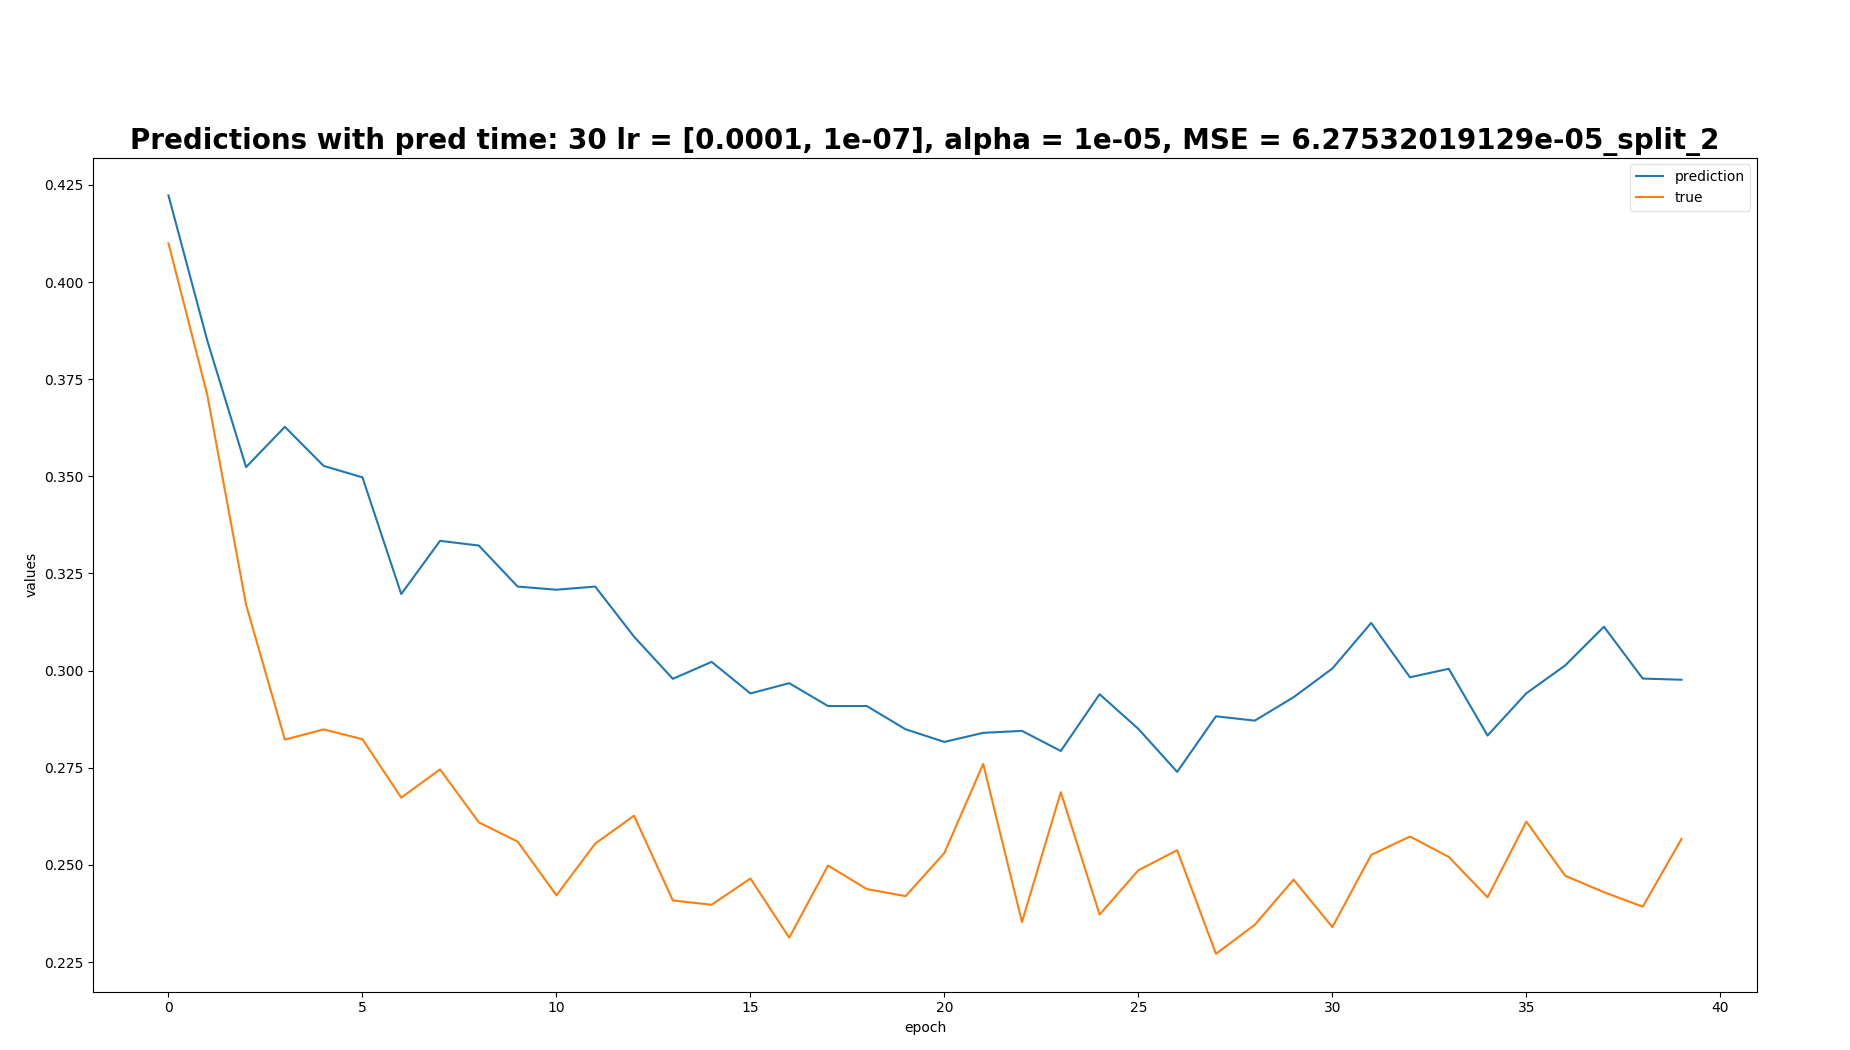 Predictions with pred time: 30 lr = [0.0001, 1e-07], alpha = 1e-05, MSE = 6.27532019129e-05_split_2
prediction
true
0.425
0.400
0.375
0.350
0.325
0.300
0.275
0.250
0.225
values
0 5 10 15 20 25 30 35 40
epoch